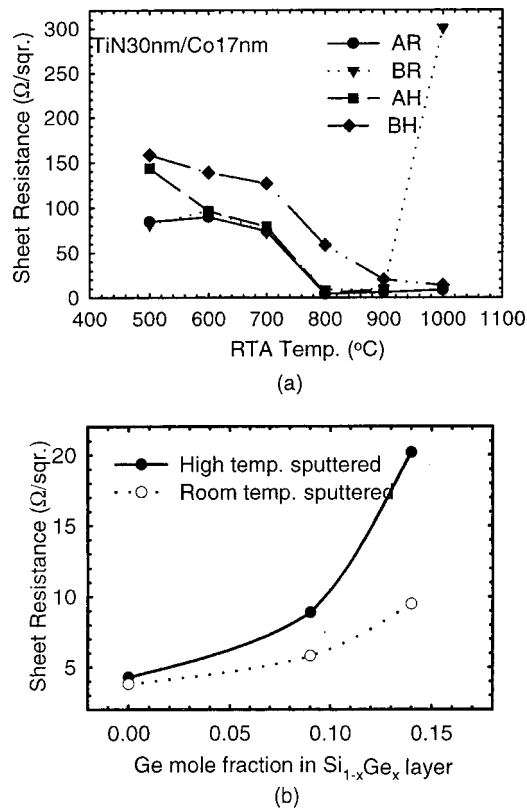 300
250
200
150
100
50
0
Sheet Resistance (Ω/sqr.)
TiN30nm/Co17nm
AR
BR
AH
BH
400 500 600 700 800 900 1000 1100
RTA Temp. (°C)
(a)
20
15
10
5
Sheet Resistance (Ω/sqr.)
High temp. sputtered
Room temp. sputtered
0.00 0.05 0.10 0.15
Ge mole fraction in Si₁₋ₓGeₓ layer
(b)